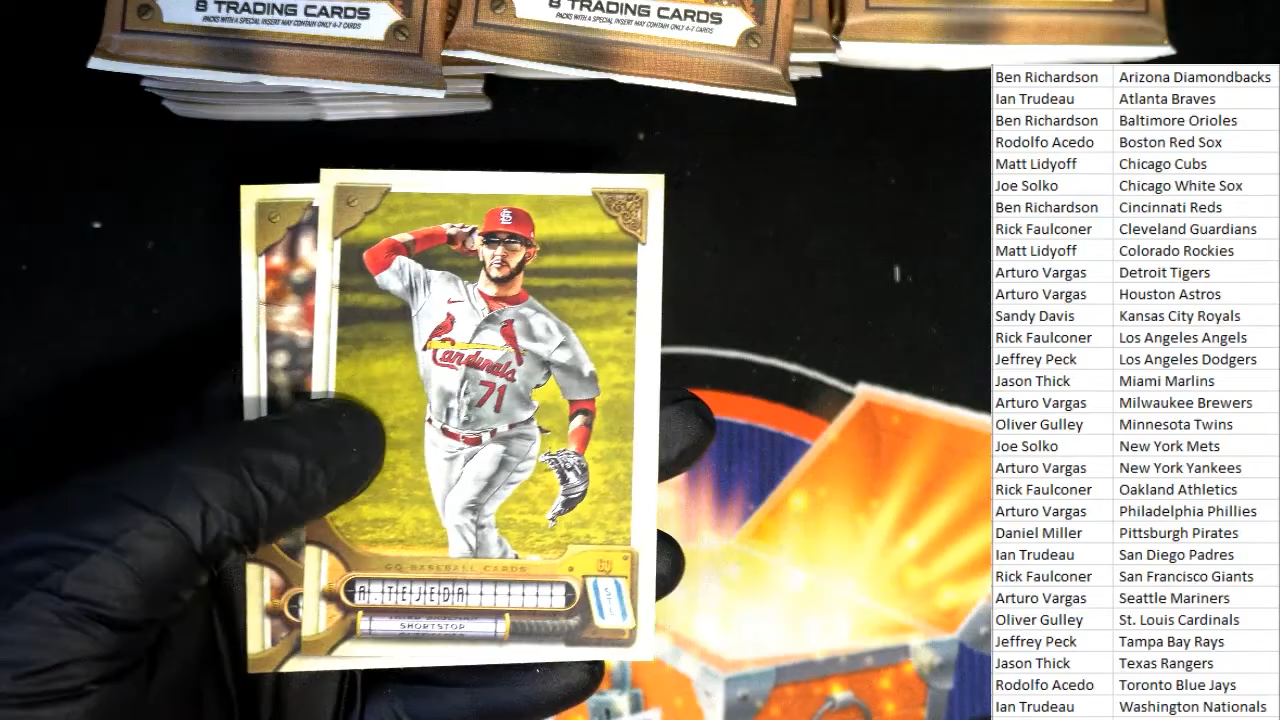 8 TRADING CARDS
PACKS WITH A SPECIAL INSERT MAY CONTAIN ONLY 4-7 CARDS
8 TRADING CARDS
PACKS WITH A SPECIAL INSERT MAY CONTAIN ONLY 4-7 CARDS
Cardinals
71
GQ BASEBALL CARDS
GQ
A. TEJEDA
STL
SHORTSTOP
Ben Richardson Arizona Diamondbacks
Ian Trudeau Atlanta Braves
Ben Richardson Baltimore Orioles
Rodolfo Acedo Boston Red Sox
Matt Lidyoff Chicago Cubs
Joe Solko Chicago White Sox
Ben Richardson Cincinnati Reds
Rick Faulconer Cleveland Guardians
Matt Lidyoff Colorado Rockies
Arturo Vargas Detroit Tigers
Arturo Vargas Houston Astros
Sandy Davis Kansas City Royals
Rick Faulconer Los Angeles Angels
Jeffrey Peck Los Angeles Dodgers
Jason Thick Miami Marlins
Arturo Vargas Milwaukee Brewers
Oliver Gulley Minnesota Twins
Joe Solko New York Mets
Arturo Vargas New York Yankees
Rick Faulconer Oakland Athletics
Arturo Vargas Philadelphia Phillies
Daniel Miller Pittsburgh Pirates
Ian Trudeau San Diego Padres
Rick Faulconer San Francisco Giants
Arturo Vargas Seattle Mariners
Oliver Gulley St. Louis Cardinals
Jeffrey Peck Tampa Bay Rays
Jason Thick Texas Rangers
Rodolfo Acedo Toronto Blue Jays
Ian Trudeau Washington Nationals